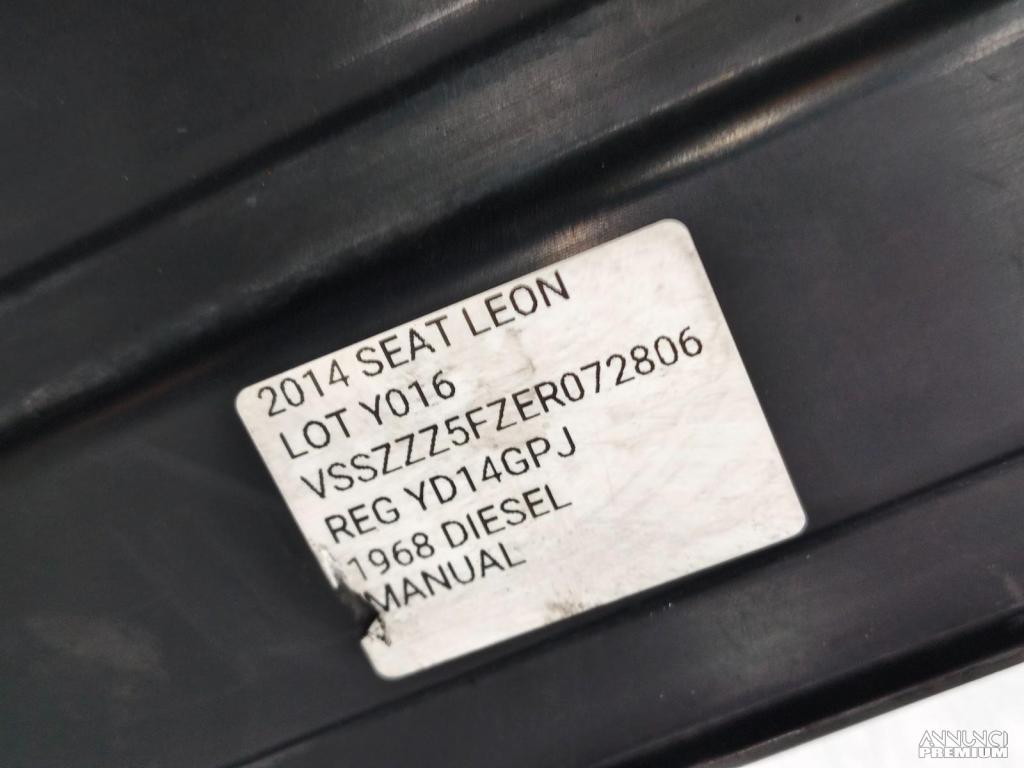 2014 SEAT LEON
LOT Y016
VSSZZZ5FZER072806
REG YD14GPJ
1968 DIESEL
MANUAL
ANNUNCI
PREMIUM